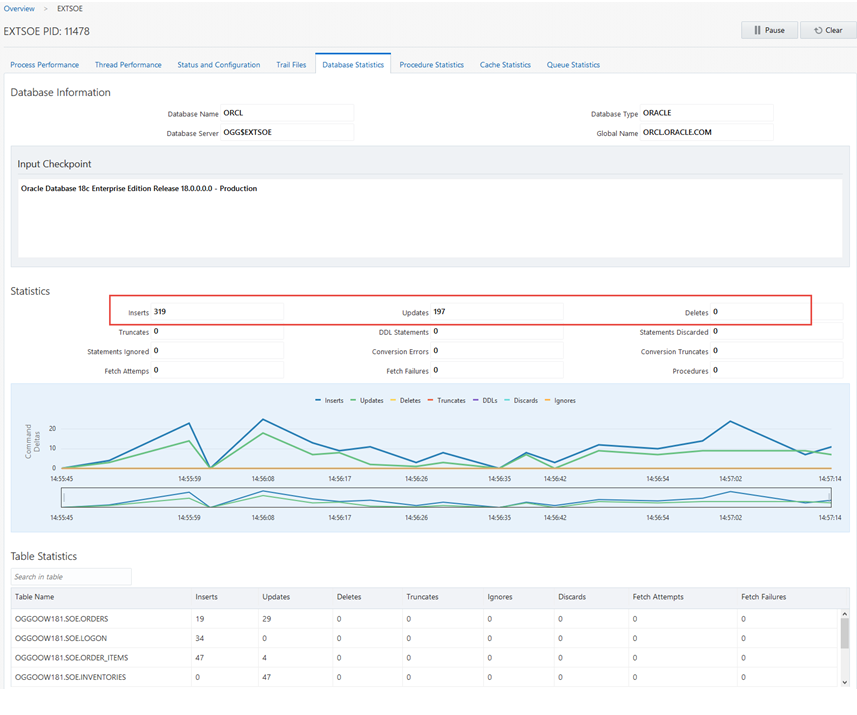 Overview > EXTSOE
EXTSOE PID: 11478
Pause Clear
Process Performance Thread Performance Status and Configuration Trail Files Database Statistics Procedure Statistics Cache Statistics Queue Statistics
Database Information
Database Name ORCL Database Type ORACLE
Database Server OGG$EXTSOE Global Name ORCL.ORACLE.COM
Input Checkpoint
Oracle Database 18c Enterprise Edition Release 18.0.0.0.0 - Production
Statistics
Inserts 319 Updates 197 Deletes 0
Truncates 0 DDL Statements 0 Statements Discarded 0
Statements Ignored 0 Conversion Errors 0 Conversion Truncates 0
Fetch Attemps 0 Fetch Failures 0 Procedures 0
Inserts Updates Deletes Truncates DDLs Discards Ignores
Command Deltas
20
10
0
14:55:45 14:55:59 14:56:08 14:56:17 14:56:26 14:56:35 14:56:42 14:56:54 14:57:02 14:57:14
14:55:45 14:55:59 14:56:08 14:56:17 14:56:26 14:56:35 14:56:42 14:56:54 14:57:02 14:57:14
Table Statistics
Search in table
Table Name Inserts Updates Deletes Truncates Ignores Discards Fetch Attempts Fetch Failures
OGGOOW181.SOE.ORDERS 19 29 0 0 0 0 0 0
OGGOOW181.SOE.LOGON 34 0 0 0 0 0 0 0
OGGOOW181.SOE.ORDER_ITEMS 47 4 0 0 0 0 0 0
OGGOOW181.SOE.INVENTORIES 0 47 0 0 0 0 0 0